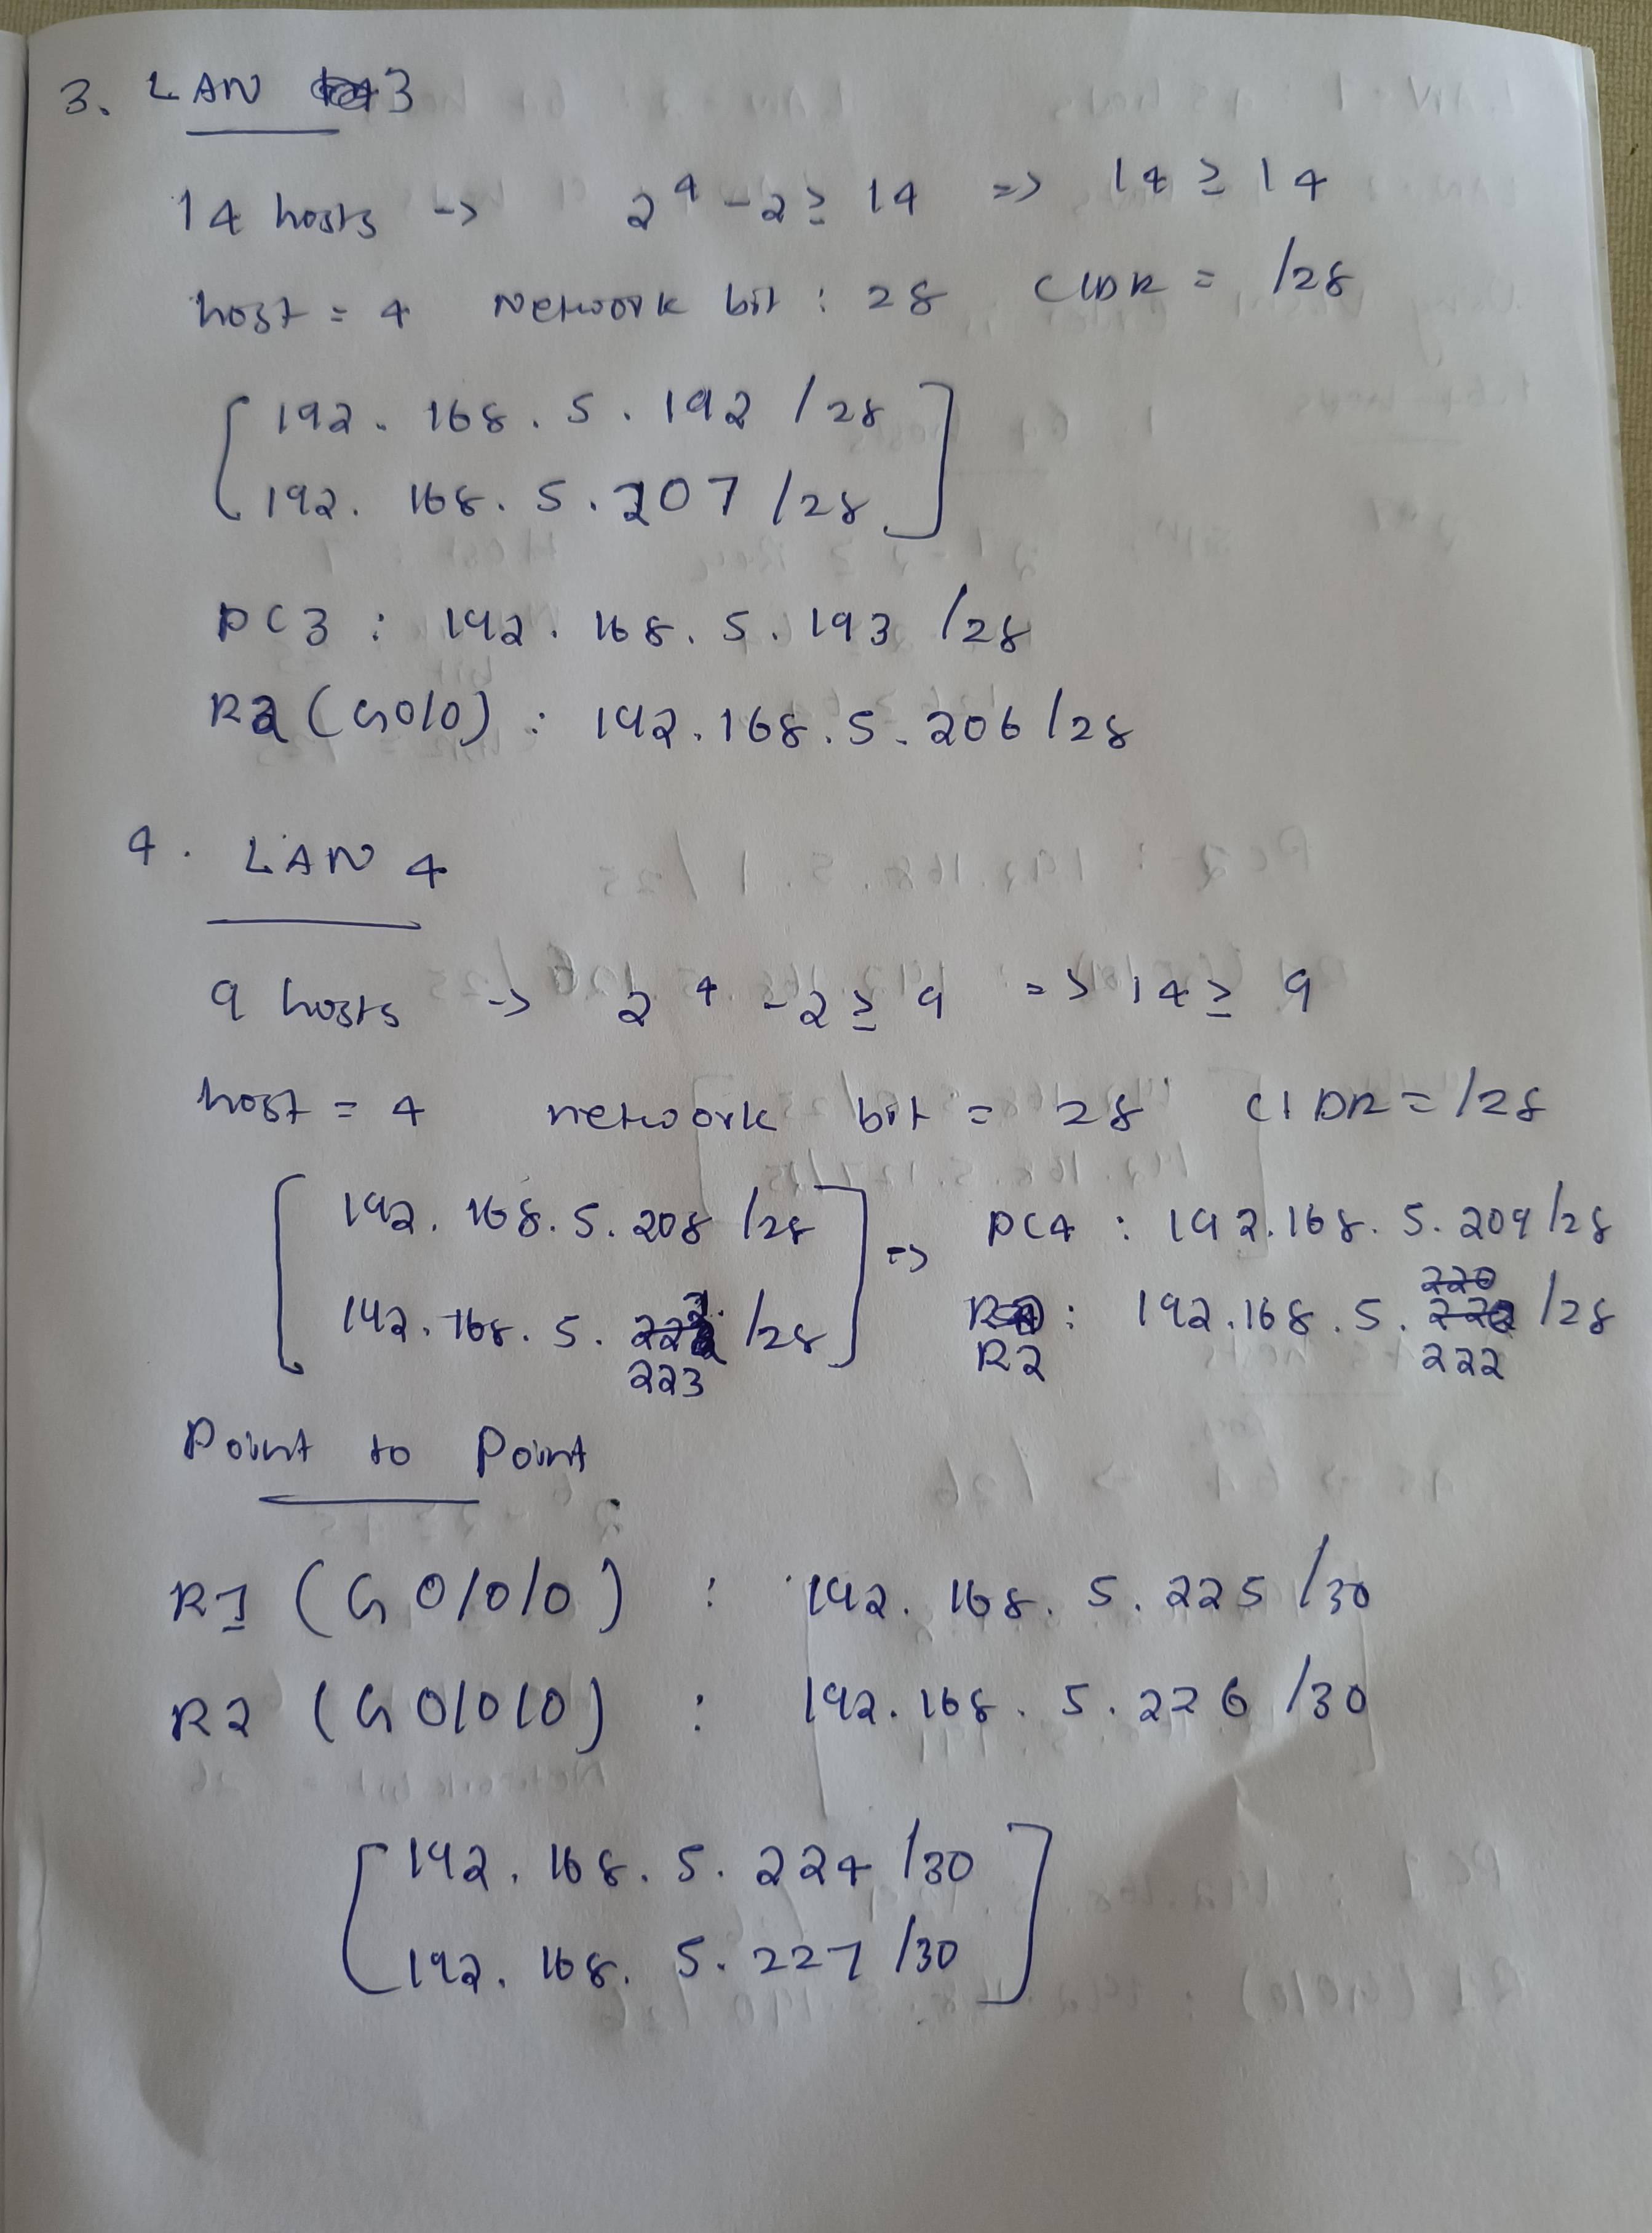 3. LAN 3
14 hosts -> 2^4 - 2 ≥ 14 => 14 ≥ 14
host = 4 Network bit : 28 CIDR = /28
192. 168. 5. 192 /28
192. 168. 5. 207 /28
PC3 : 192. 168. 5. 193 /28
R2 (G0/0) : 192.168.5.206/28
4. LAN 4
9 hosts -> 2^4 - 2 ≥ 9 => 14 ≥ 9
host = 4 network bit = 28 CIDR = /28
192. 168. 5. 208 /28 => PC4 : 192.168. 5. 209/28
192. 168. 5. 223 /28 R2 : 192.168.5. 222 /28
Point to Point
R1 (G0/0/0) : 192. 168. 5. 225 /30
R2 (G0/0/0) : 192. 168. 5. 226 /30
192. 168. 5. 224 /30
192. 168. 5. 227 /30